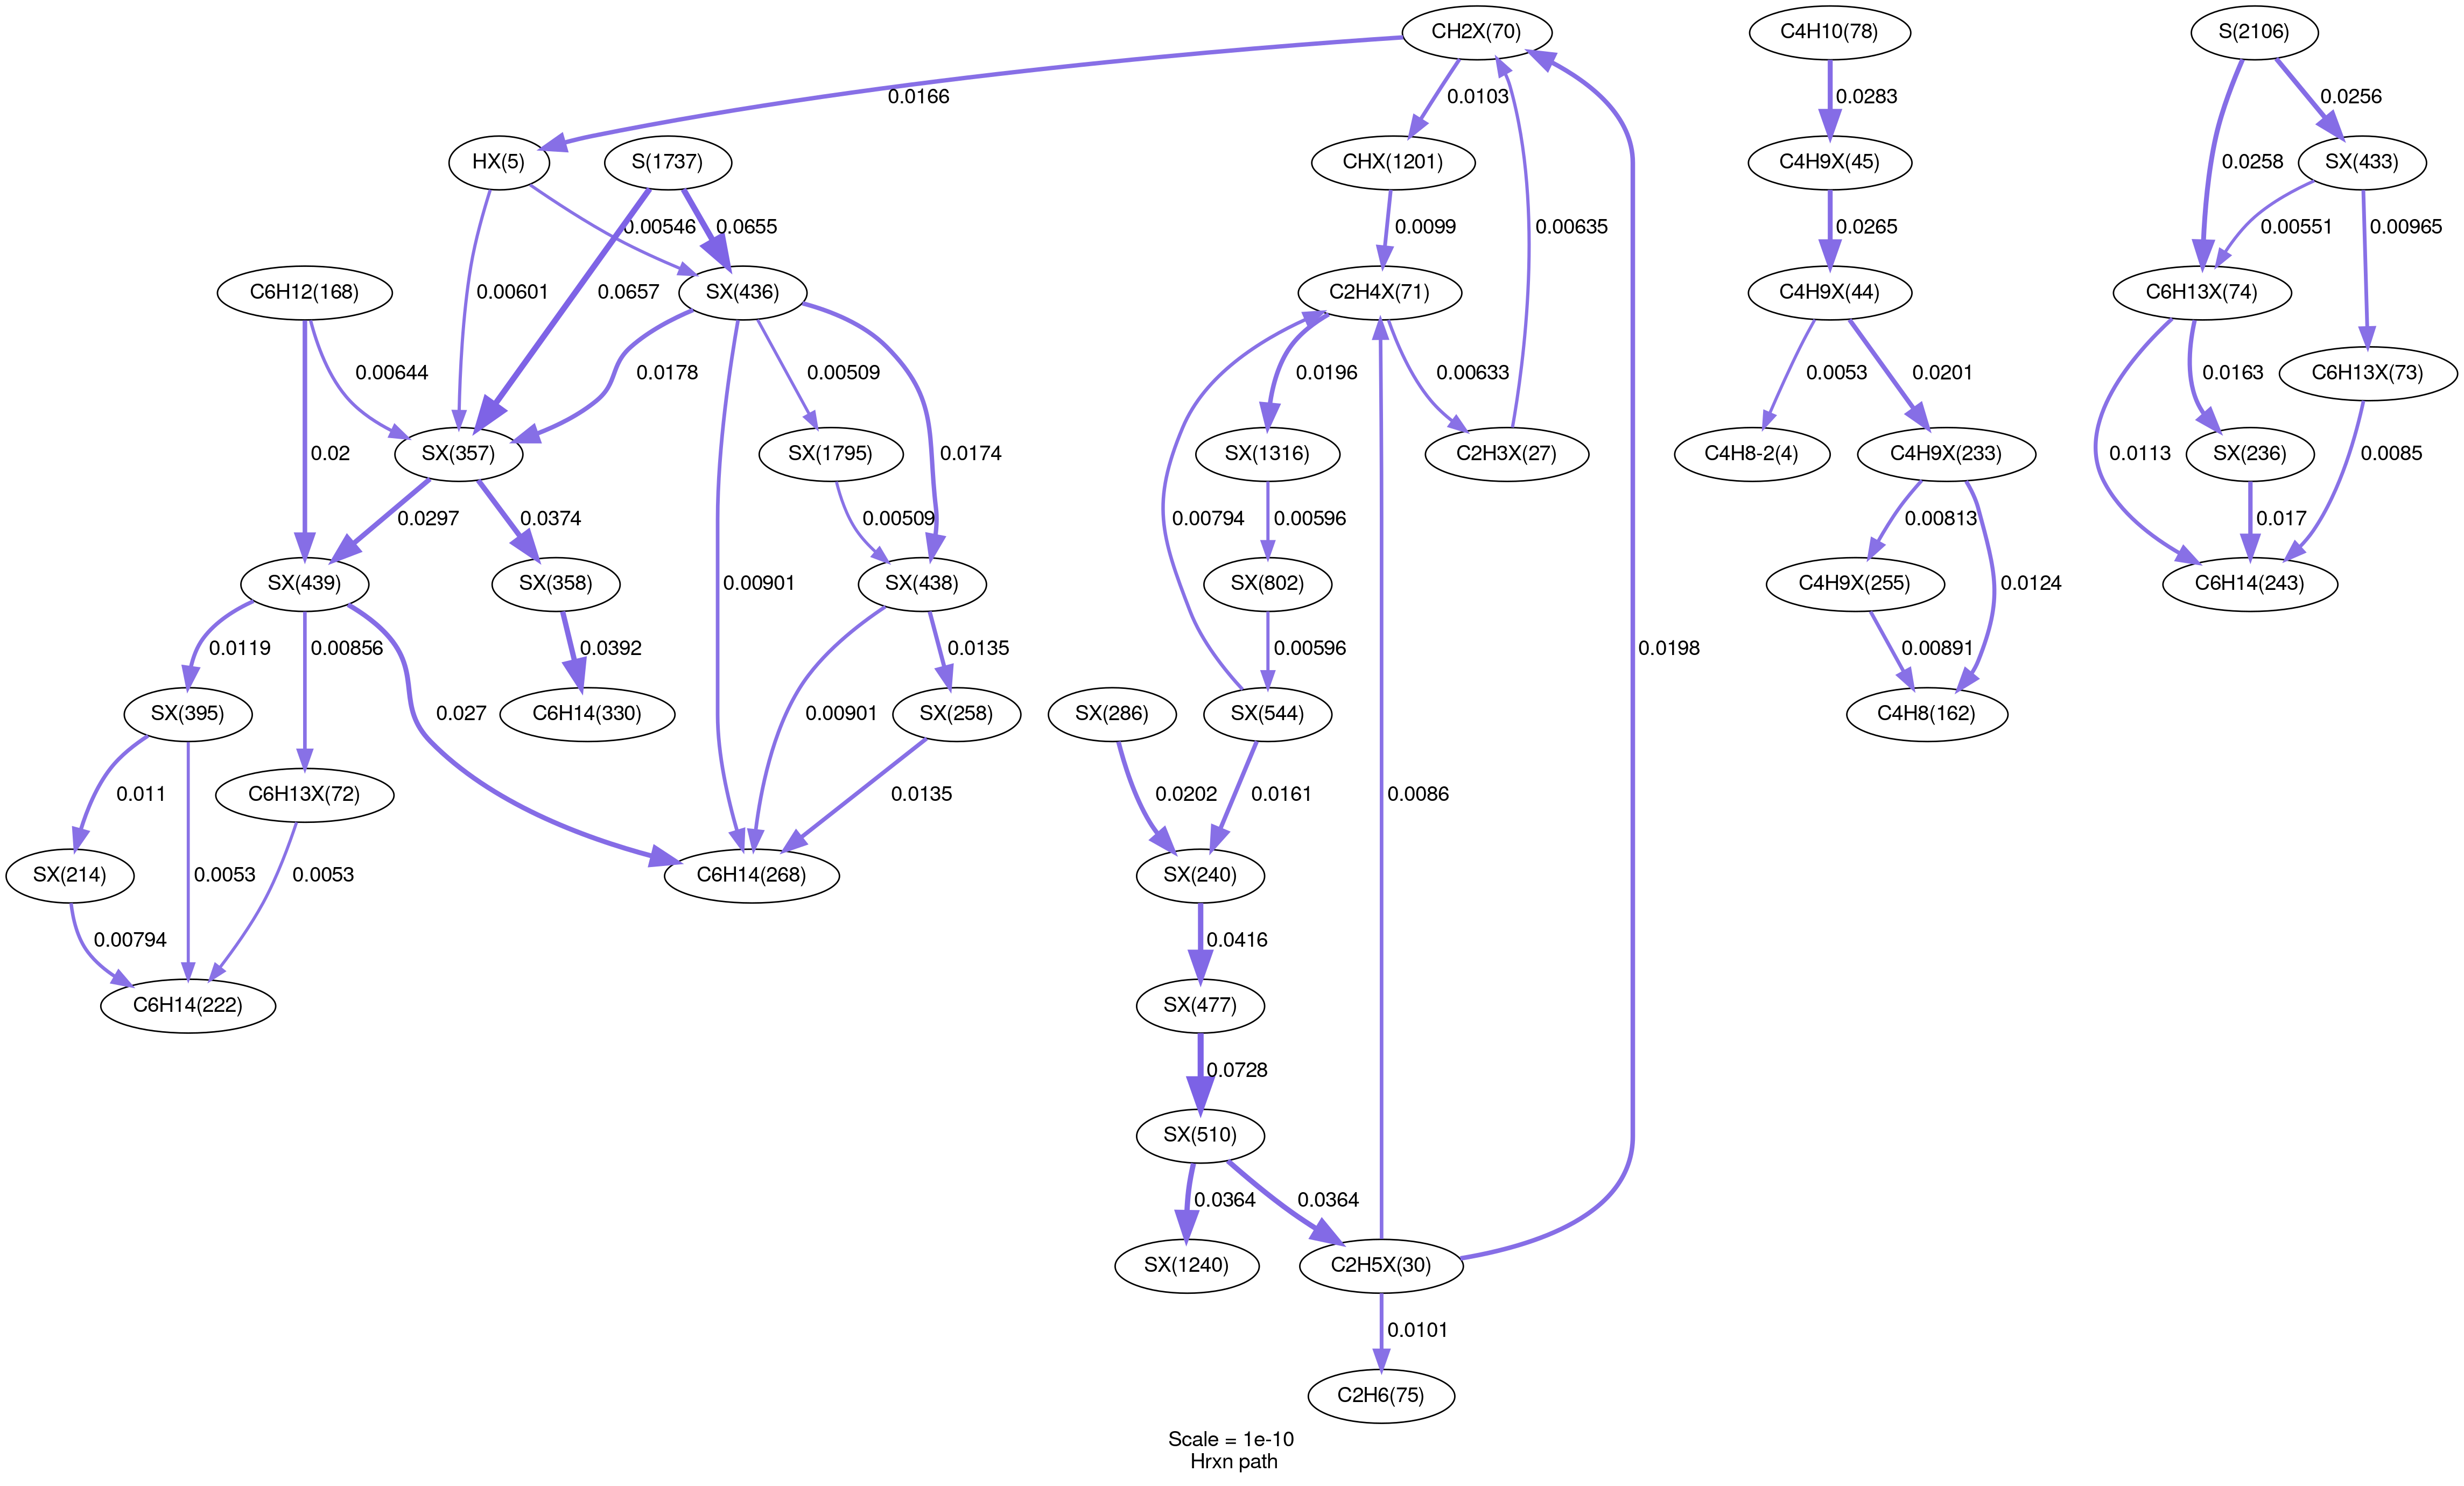 CH2X(70)
C4H10(78)
S(2106)
0.0166
0.0103
0.0283
0.0256
HX(5)
S(1737)
CHX(1201)
C4H9X(45)
0.0258
SX(433)
0.00546
0.0655
0.0099
0.00635
0.0265
0.00551
0.00965
C6H12(168)
0.00601
0.0657
SX(436)
C2H4X(71)
C4H9X(44)
C6H13X(74)
0.00644
0.0178
0.00509
0.0196
0.00633
0.0053
0.0201
0.0163
C6H13X(73)
0.02
SX(357)
SX(1795)
0.0174
SX(1316)
C2H3X(27)
C4H8-2(4)
C4H9X(233)
0.0113
SX(236)
0.0085
0.0297
0.0374
0.00509
0.00794
0.00596
0.00813
0.017
SX(439)
SX(358)
0.00901
SX(438)
SX(802)
C4H9X(255)
0.0124
C6H14(243)
0.0119
0.00856
0.0392
0.0135
0.00596
0.0198
0.00891
SX(395)
0.027
C6H14(330)
0.00901
SX(258)
SX(286)
SX(544)
C4H8(162)
0.011
C6H13X(72)
0.0135
0.0202
0.0161
0.0086
SX(214)
0.0053
0.0053
C6H14(268)
SX(240)
0.00794
0.0416
C6H14(222)
SX(477)
0.0728
SX(510)
0.0364
0.0364
SX(1240)
C2H5X(30)
0.0101
C2H6(75)
Scale = 1e-10
Hrxn path